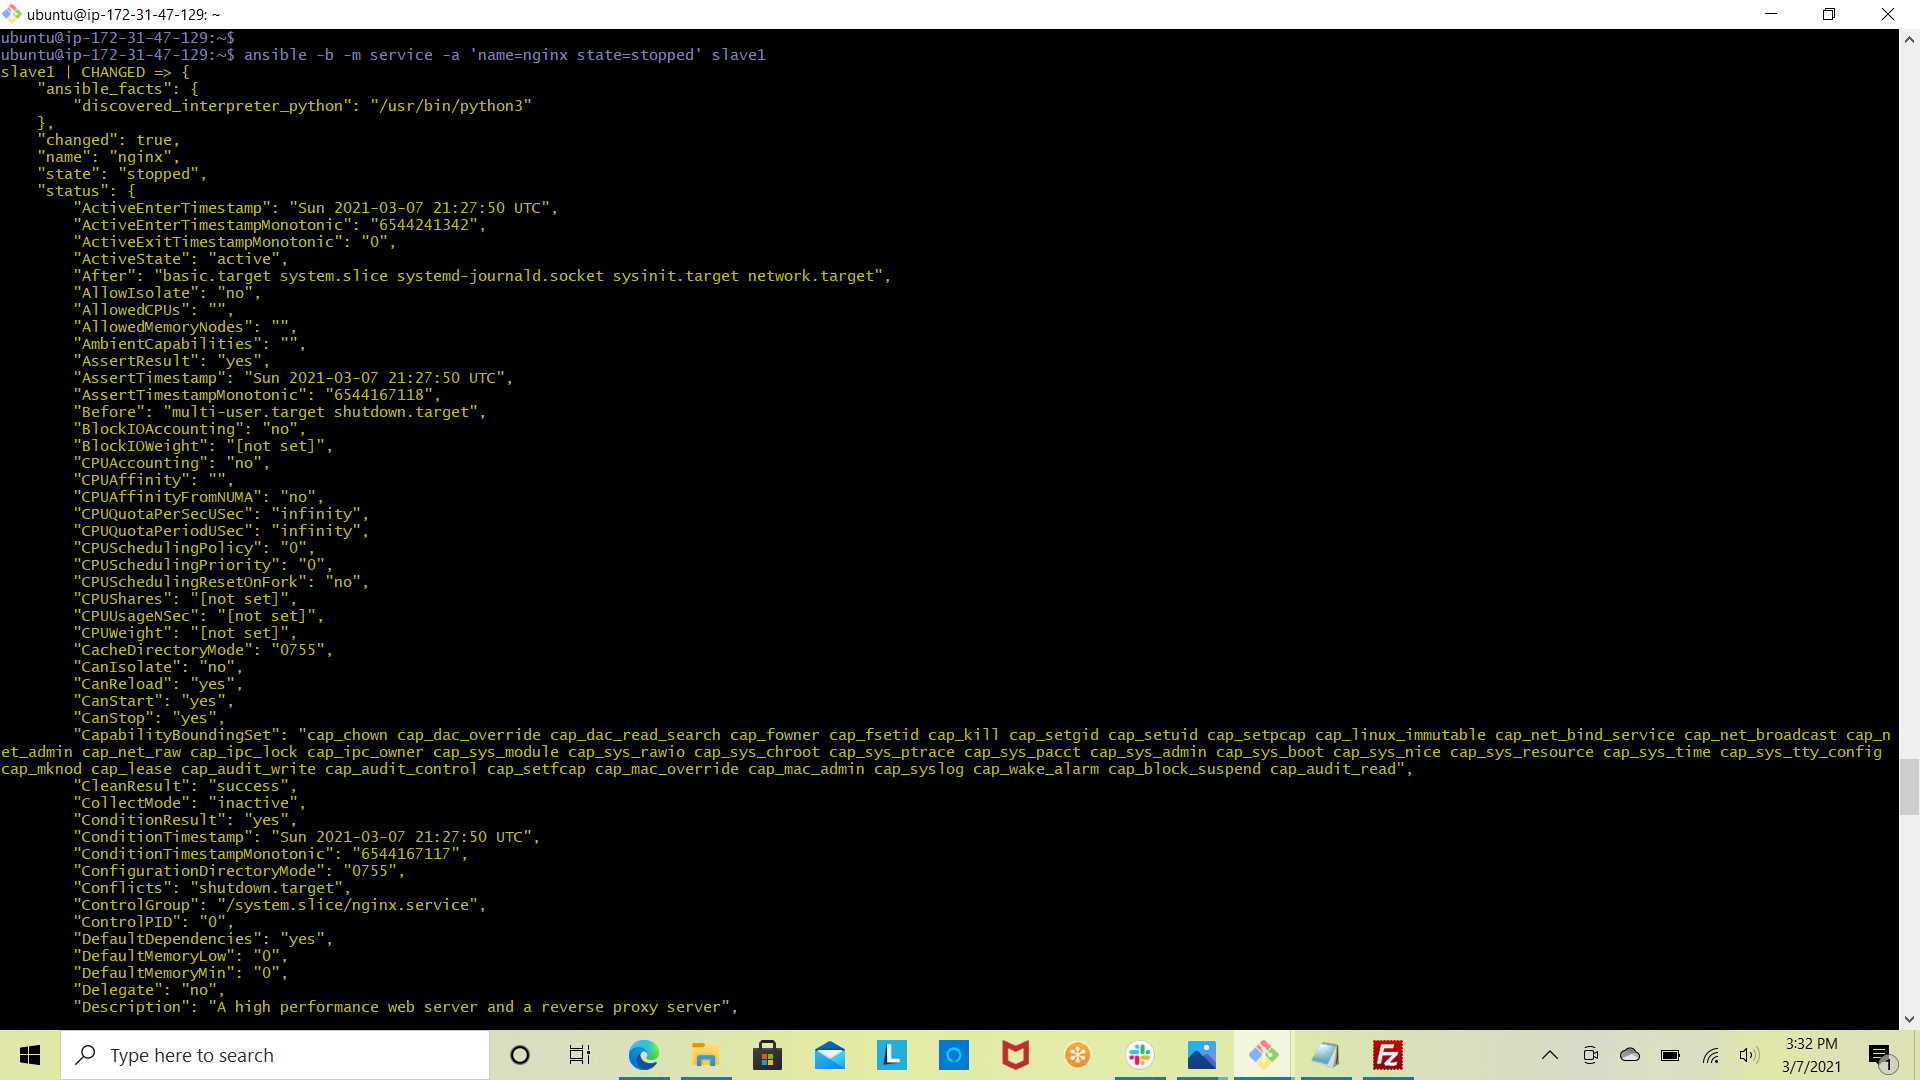 ubuntu@ip-172-31-47-129: ~
ubuntu@ip-172-31-47-129:~$
ubuntu@ip-172-31-47-129:~$ ansible -b -m service -a 'name=nginx state=stopped' slave1
slave1 | CHANGED => {
    "ansible_facts": {
        "discovered_interpreter_python": "/usr/bin/python3"
    },
    "changed": true,
    "name": "nginx",
    "state": "stopped",
    "status": {
        "ActiveEnterTimestamp": "Sun 2021-03-07 21:27:50 UTC",
        "ActiveEnterTimestampMonotonic": "6544241342",
        "ActiveExitTimestampMonotonic": "0",
        "ActiveState": "active",
        "After": "basic.target system.slice systemd-journald.socket sysinit.target network.target",
        "AllowIsolate": "no",
        "AllowedCPUs": "",
        "AllowedMemoryNodes": "",
        "AmbientCapabilities": "",
        "AssertResult": "yes",
        "AssertTimestamp": "Sun 2021-03-07 21:27:50 UTC",
        "AssertTimestampMonotonic": "6544167118",
        "Before": "multi-user.target shutdown.target",
        "BlockIOAccounting": "no",
        "BlockIOWeight": "[not set]",
        "CPUAccounting": "no",
        "CPUAffinity": "",
        "CPUAffinityFromNUMA": "no",
        "CPUQuotaPerSecUSec": "infinity",
        "CPUQuotaPeriodUSec": "infinity",
        "CPUSchedulingPolicy": "0",
        "CPUSchedulingPriority": "0",
        "CPUSchedulingResetOnFork": "no",
        "CPUShares": "[not set]",
        "CPUUsageNSec": "[not set]",
        "CPUWeight": "[not set]",
        "CacheDirectoryMode": "0755",
        "CanIsolate": "no",
        "CanReload": "yes",
        "CanStart": "yes",
        "CanStop": "yes",
        "CapabilityBoundingSet": "cap_chown cap_dac_override cap_dac_read_search cap_fowner cap_fsetid cap_kill cap_setgid cap_setuid cap_setpcap cap_linux_immutable cap_net_bind_service cap_net_broadcast cap_n
et_admin cap_net_raw cap_ipc_lock cap_ipc_owner cap_sys_module cap_sys_rawio cap_sys_chroot cap_sys_ptrace cap_sys_pacct cap_sys_admin cap_sys_boot cap_sys_nice cap_sys_resource cap_sys_time cap_sys_tty_config
cap_mknod cap_lease cap_audit_write cap_audit_control cap_setfcap cap_mac_override cap_mac_admin cap_syslog cap_wake_alarm cap_block_suspend cap_audit_read",
        "CleanResult": "success",
        "CollectMode": "inactive",
        "ConditionResult": "yes",
        "ConditionTimestamp": "Sun 2021-03-07 21:27:50 UTC",
        "ConditionTimestampMonotonic": "6544167117",
        "ConfigurationDirectoryMode": "0755",
        "Conflicts": "shutdown.target",
        "ControlGroup": "/system.slice/nginx.service",
        "ControlPID": "0",
        "DefaultDependencies": "yes",
        "DefaultMemoryLow": "0",
        "DefaultMemoryMin": "0",
        "Delegate": "no",
        "Description": "A high performance web server and a reverse proxy server",
Type here to search
L
FZ
3:32 PM
3/7/2021
1